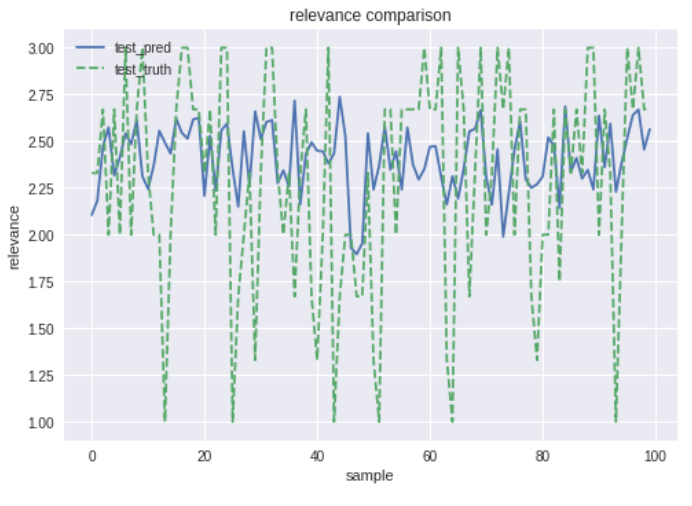 relevance comparison
test_pred
test_truth
3.00
2.75
2.50
2.25
2.00
1.75
1.50
1.25
1.00
relevance
0 20 40 60 80 100
sample